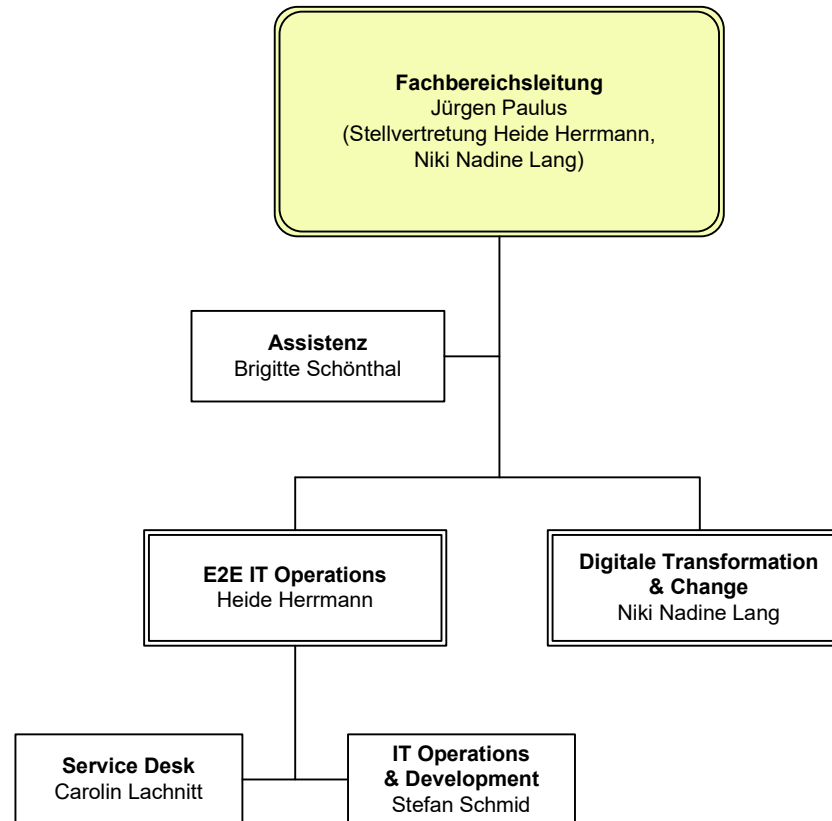 Fachbereichsleitung
Jürgen Paulus
(Stellvertretung Heide Herrmann,
Niki Nadine Lang)
Assistenz
Brigitte Schönthal
E2E IT Operations
Heide Herrmann
Digitale Transformation
& Change
Niki Nadine Lang
Service Desk
Carolin Lachnitt
IT Operations
& Development
Stefan Schmid